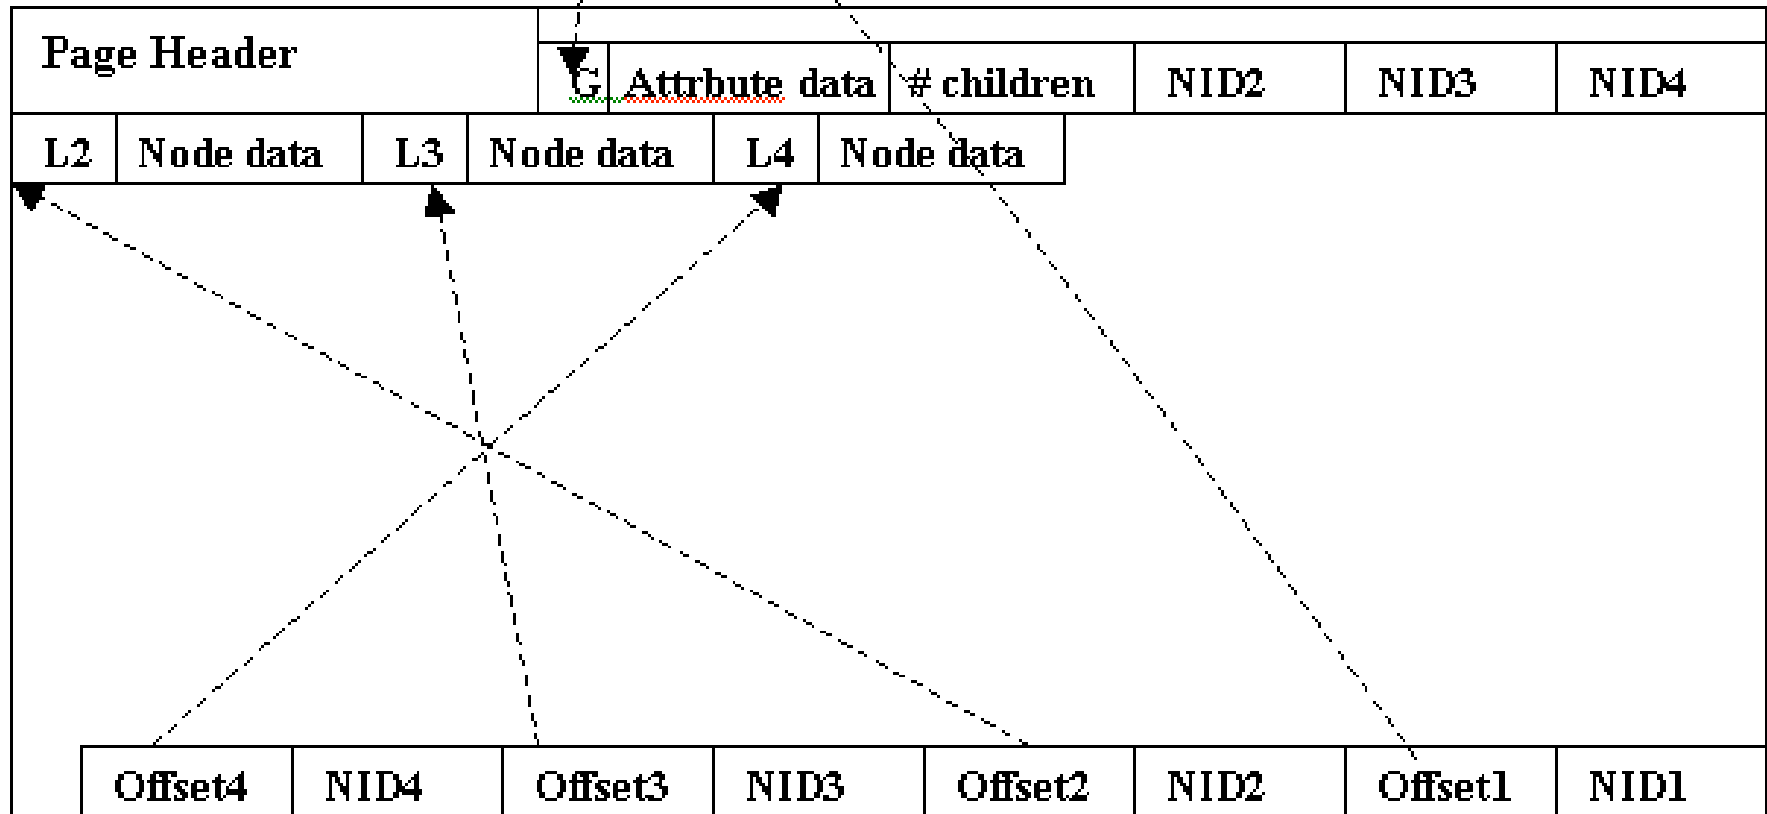 Page Header
G Attrbute data # children NID2 NID3 NID4
L2 Node data L3 Node data L4 Node data
Offset4 NID4 Offset3 NID3 Offset2 NID2 Offset1 NID1